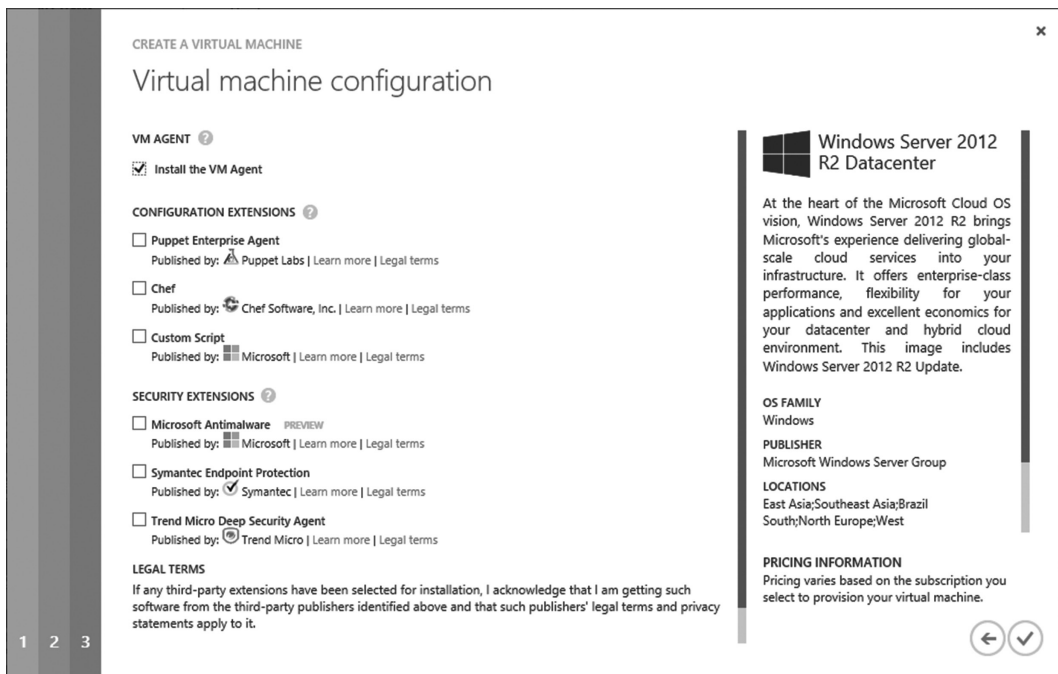 CREATE A VIRTUAL MACHINE
Virtual machine configuration
VM AGENT ?
Install the VM Agent
CONFIGURATION EXTENSIONS ?
Puppet Enterprise Agent
Published by: Puppet Labs | Learn more | Legal terms
Chef
Published by: Chef Software, Inc. | Learn more | Legal terms
Custom Script
Published by: Microsoft | Learn more | Legal terms
SECURITY EXTENSIONS ?
Microsoft Antimalware PREVIEW
Published by: Microsoft | Learn more | Legal terms
Symantec Endpoint Protection
Published by: Symantec | Learn more | Legal terms
Trend Micro Deep Security Agent
Published by: Trend Micro | Learn more | Legal terms
LEGAL TERMS
If any third-party extensions have been selected for installation, I acknowledge that I am getting such
software from the third-party publishers identified above and that such publishers' legal terms and privacy
statements apply to it.
Windows Server 2012
R2 Datacenter
At the heart of the Microsoft Cloud OS
vision, Windows Server 2012 R2 brings
Microsoft's experience delivering global-
scale cloud services into your
infrastructure. It offers enterprise-class
performance, flexibility for your
applications and excellent economics for
your datacenter and hybrid cloud
environment. This image includes
Windows Server 2012 R2 Update.
OS FAMILY
Windows
PUBLISHER
Microsoft Windows Server Group
LOCATIONS
East Asia;Southeast Asia;Brazil
South;North Europe;West
PRICING INFORMATION
Pricing varies based on the subscription you
select to provision your virtual machine.
1 2 3